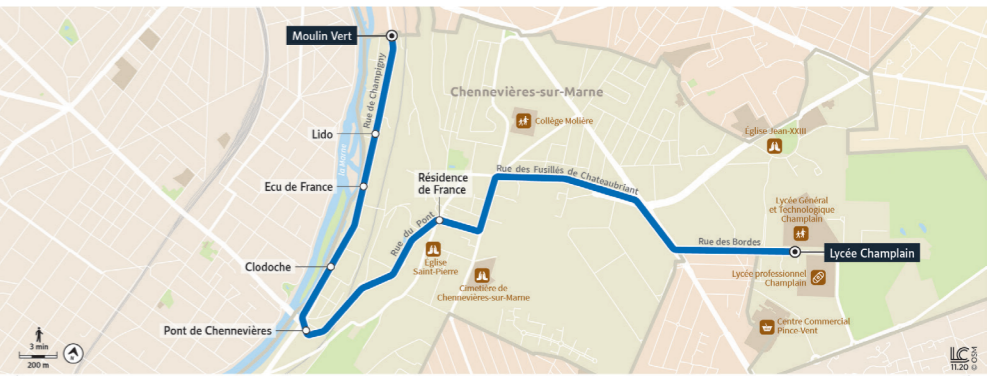 Moulin Vert
Rue de Champigny
Chennevières-sur-Marne
Collège Molière
Lido
Église Jean-XXIII
la Marne
Rue des Fusillés de Chateaubriant
Ecu de France
Résidence
de France
Lycée Général
et Technologique
Champlain
Rue du Pont
Rue des Bordes
Lycée Champlain
Église
Saint-Pierre
Clodoche
Lycée professionnel
Champlain
Cimetière de
Chennevières-sur-Marne
Pont de Chennevières
Centre Commercial
Pince-Vent
3 min
200 m
LC
11.20 © OSM